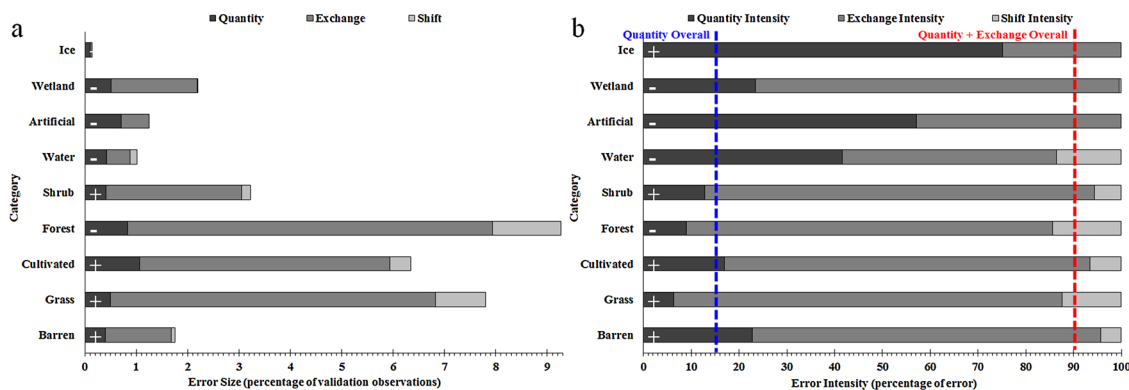 a
Quantity Exchange Shift
Category
Ice
Wetland
Artificial
Water
Shrub
Forest
Cultivated
Grass
Barren
+
-
-
-
+
-
+
+
+
0 1 2 3 4 5 6 7 8 9
Error Size (percentage of validation observations)
b
Quantity Intensity Exchange Intensity Shift Intensity
Quantity Overall Quantity + Exchange Overall
Category
Ice
Wetland
Artificial
Water
Shrub
Forest
Cultivated
Grass
Barren
+
-
-
-
+
-
+
+
+
0 10 20 30 40 50 60 70 80 90 100
Error Intensity (percentage of error)